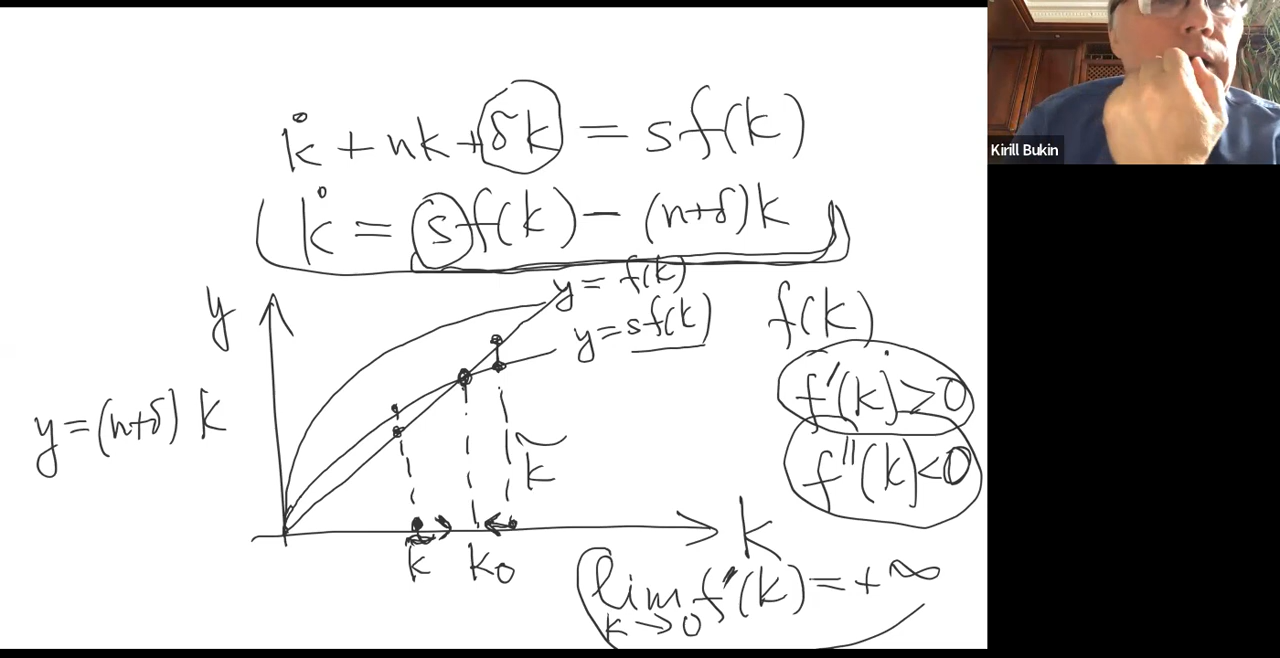 k̇ + nk + δk = sf(k)
k̇ = sf(k) − (n+δ)k
y
y = f(k)
y = sf(k)
y = (n+δ) k
k̃
k
k₀
k
f(k)
f'(k) > 0
f''(k) < 0
lim f'(k) = +∞
k→0
Kirill Bukin